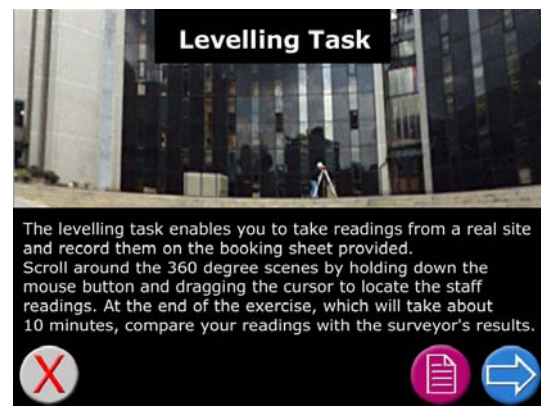 Levelling Task
The levelling task enables you to take readings from a real site
and record them on the booking sheet provided.
Scroll around the 360 degree scenes by holding down the
mouse button and dragging the cursor to locate the staff
readings. At the end of the exercise, which will take about
10 minutes, compare your readings with the surveyor's results.